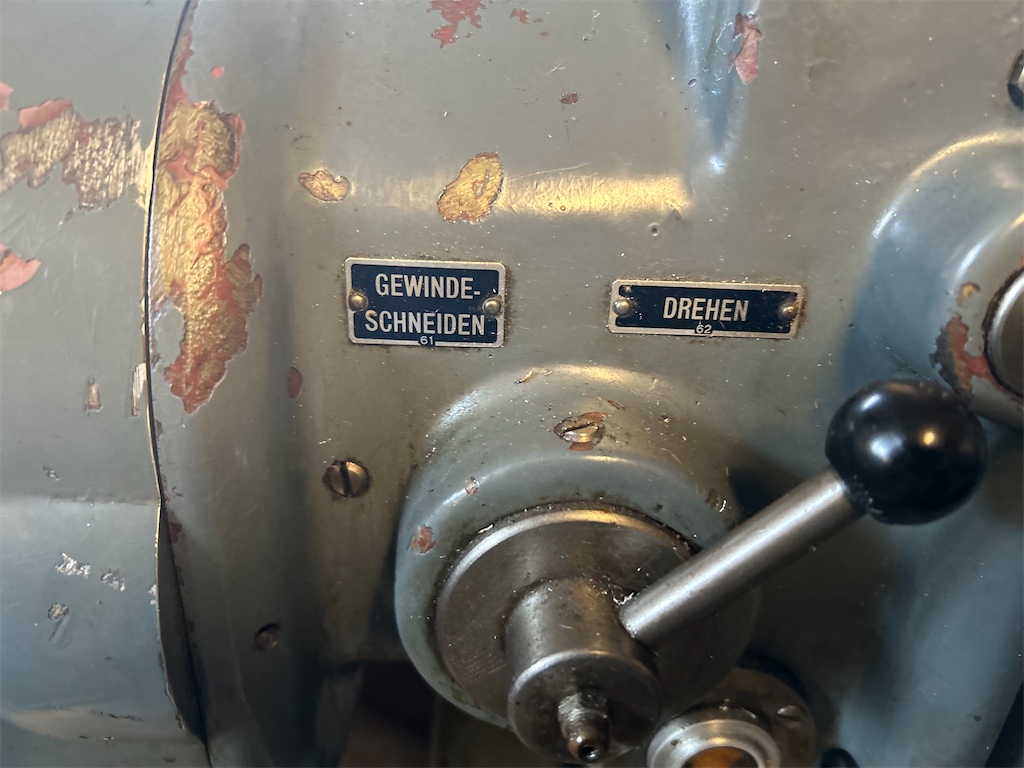 GEWINDE-
SCHNEIDEN
61
DREHEN
62